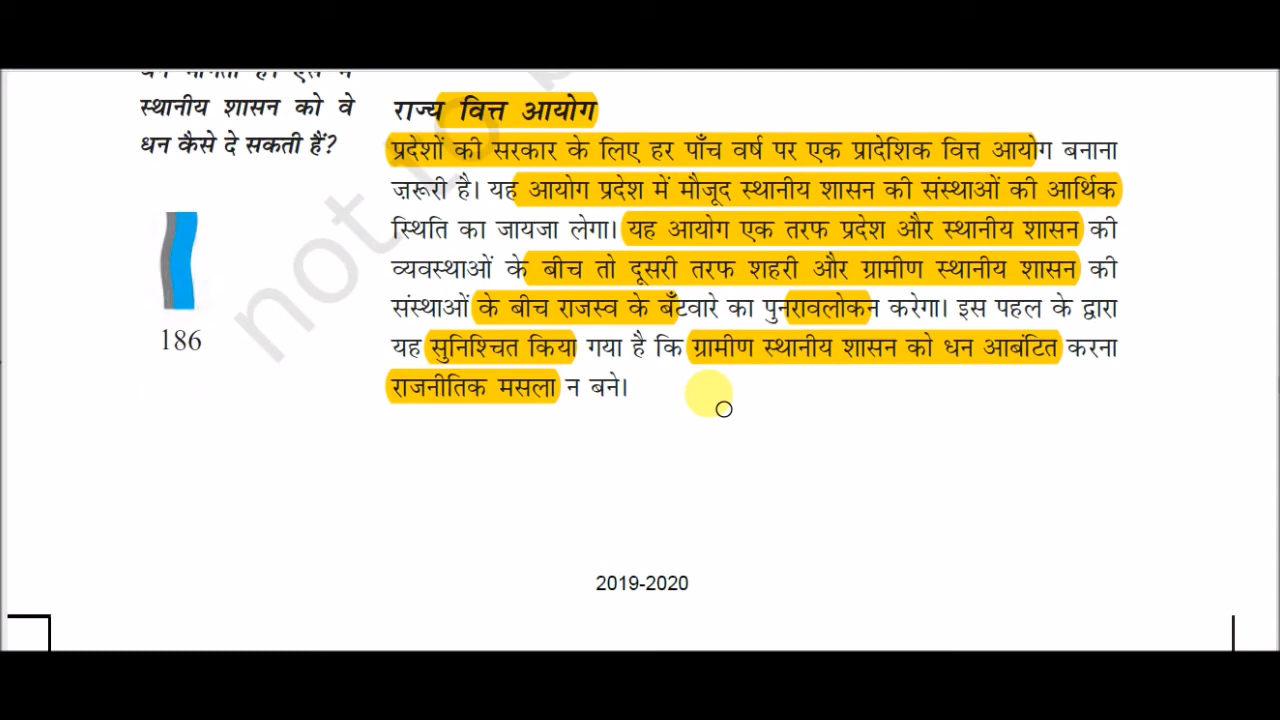 स्थानीय शासन को वे
धन कैसे दे सकती हैं?
राज्य वित्त आयोग
प्रदेशों की सरकार के लिए हर पाँच वर्ष पर एक प्रादेशिक वित्त आयोग बनाना
ज़रूरी है। यह आयोग प्रदेश में मौजूद स्थानीय शासन की संस्थाओं की आर्थिक
स्थिति का जायजा लेगा। यह आयोग एक तरफ प्रदेश और स्थानीय शासन की
व्यवस्थाओं के बीच तो दूसरी तरफ शहरी और ग्रामीण स्थानीय शासन की
संस्थाओं के बीच राजस्व के बँटवारे का पुनरावलोकन करेगा। इस पहल के द्वारा
यह सुनिश्चित किया गया है कि ग्रामीण स्थानीय शासन को धन आबंटित करना
राजनीतिक मसला न बने।
186
not to b
2019-2020